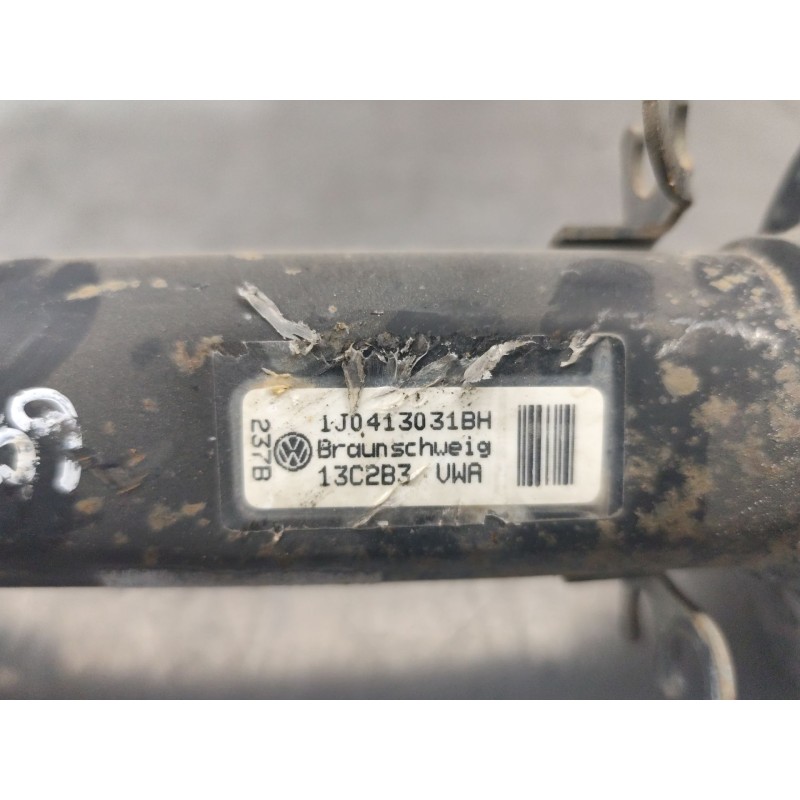 1J0413031BH
Braunschweig
13C2B3 VWA
237B